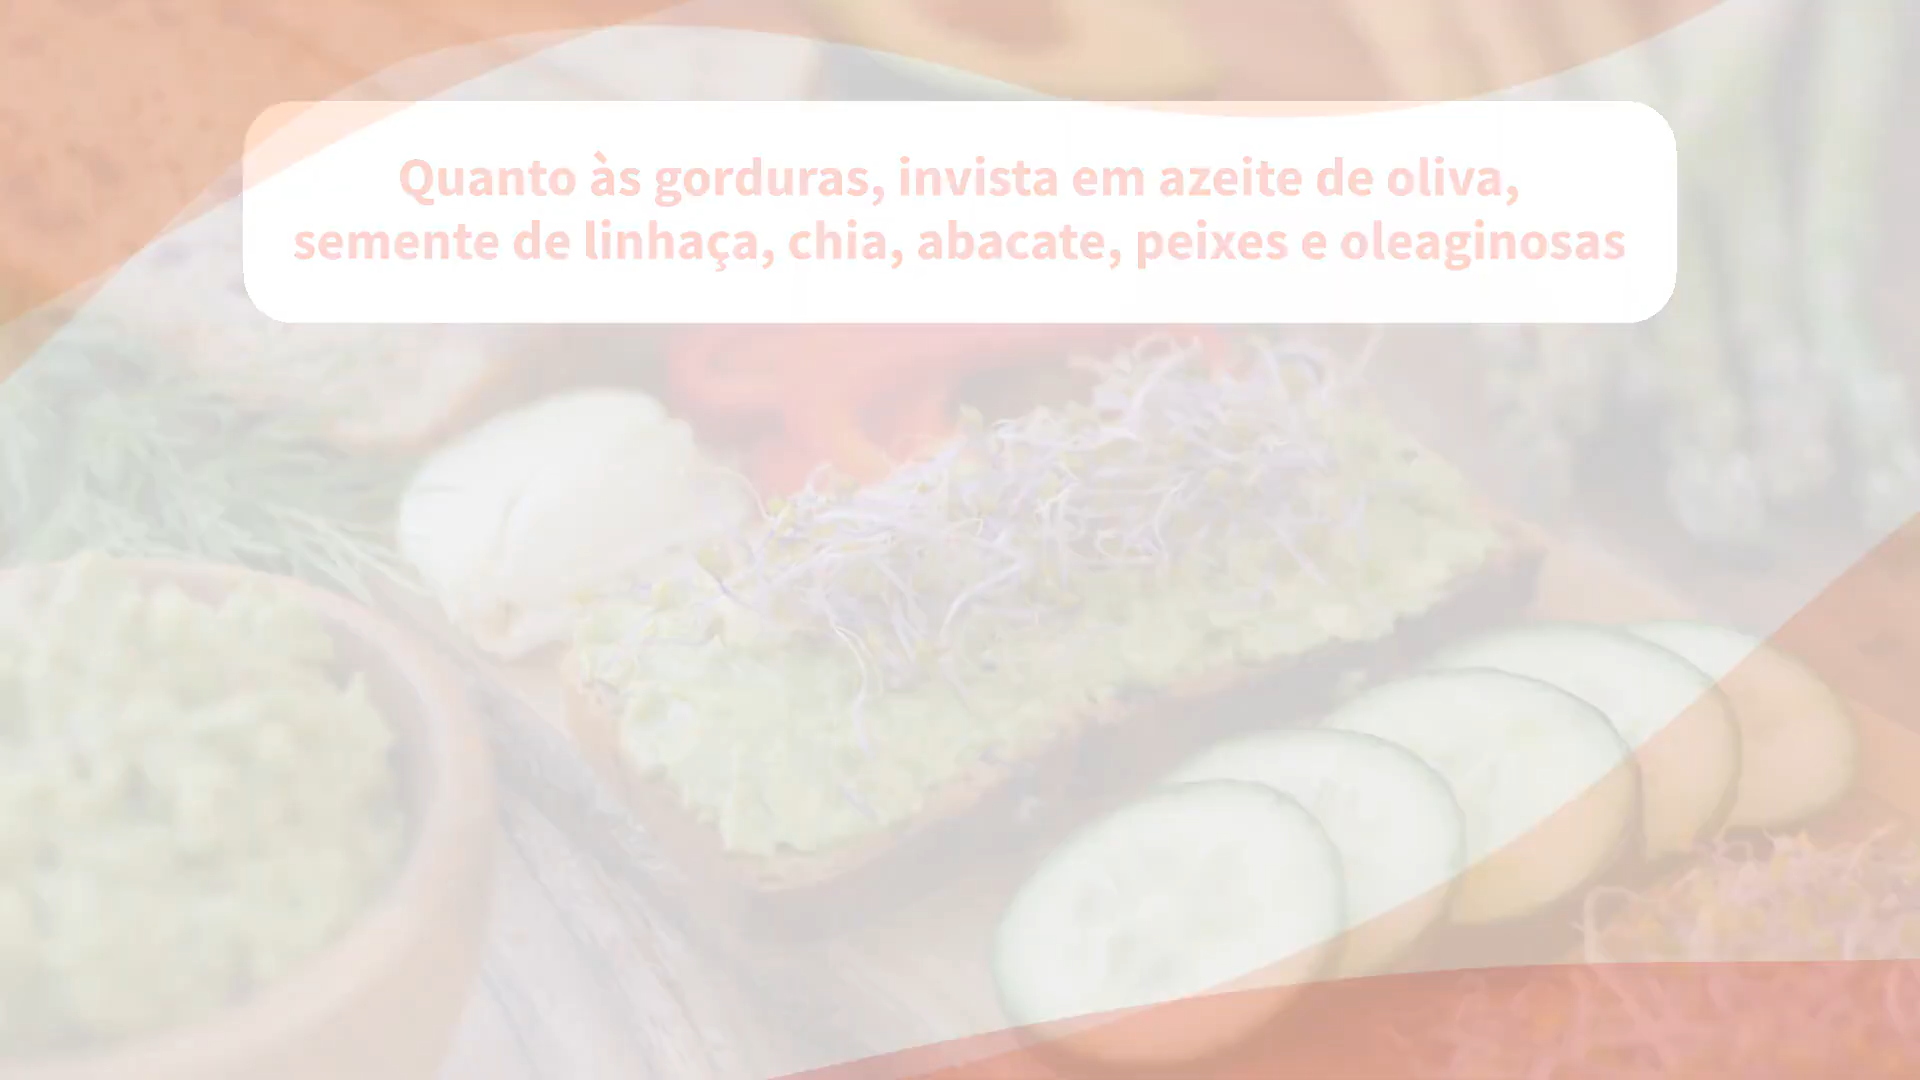 Quanto às gorduras, invista em azeite de oliva,
semente de linhaça, chia, abacate, peixes e oleaginosas